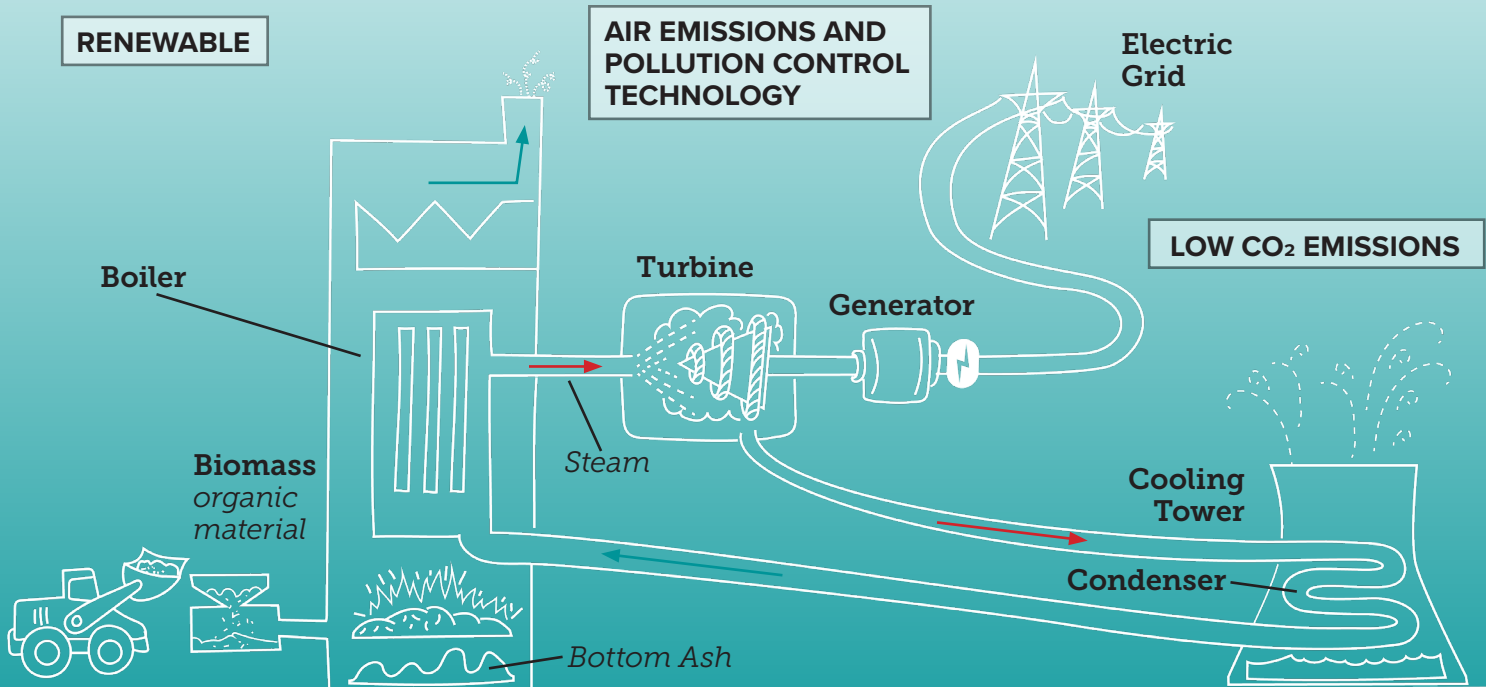 RENEWABLE
AIR EMISSIONS AND
POLLUTION CONTROL
TECHNOLOGY
Electric
Grid
LOW CO₂ EMISSIONS
Boiler
Turbine
Generator
Steam
Biomass
organic
material
Cooling
Tower
Condenser
Bottom Ash